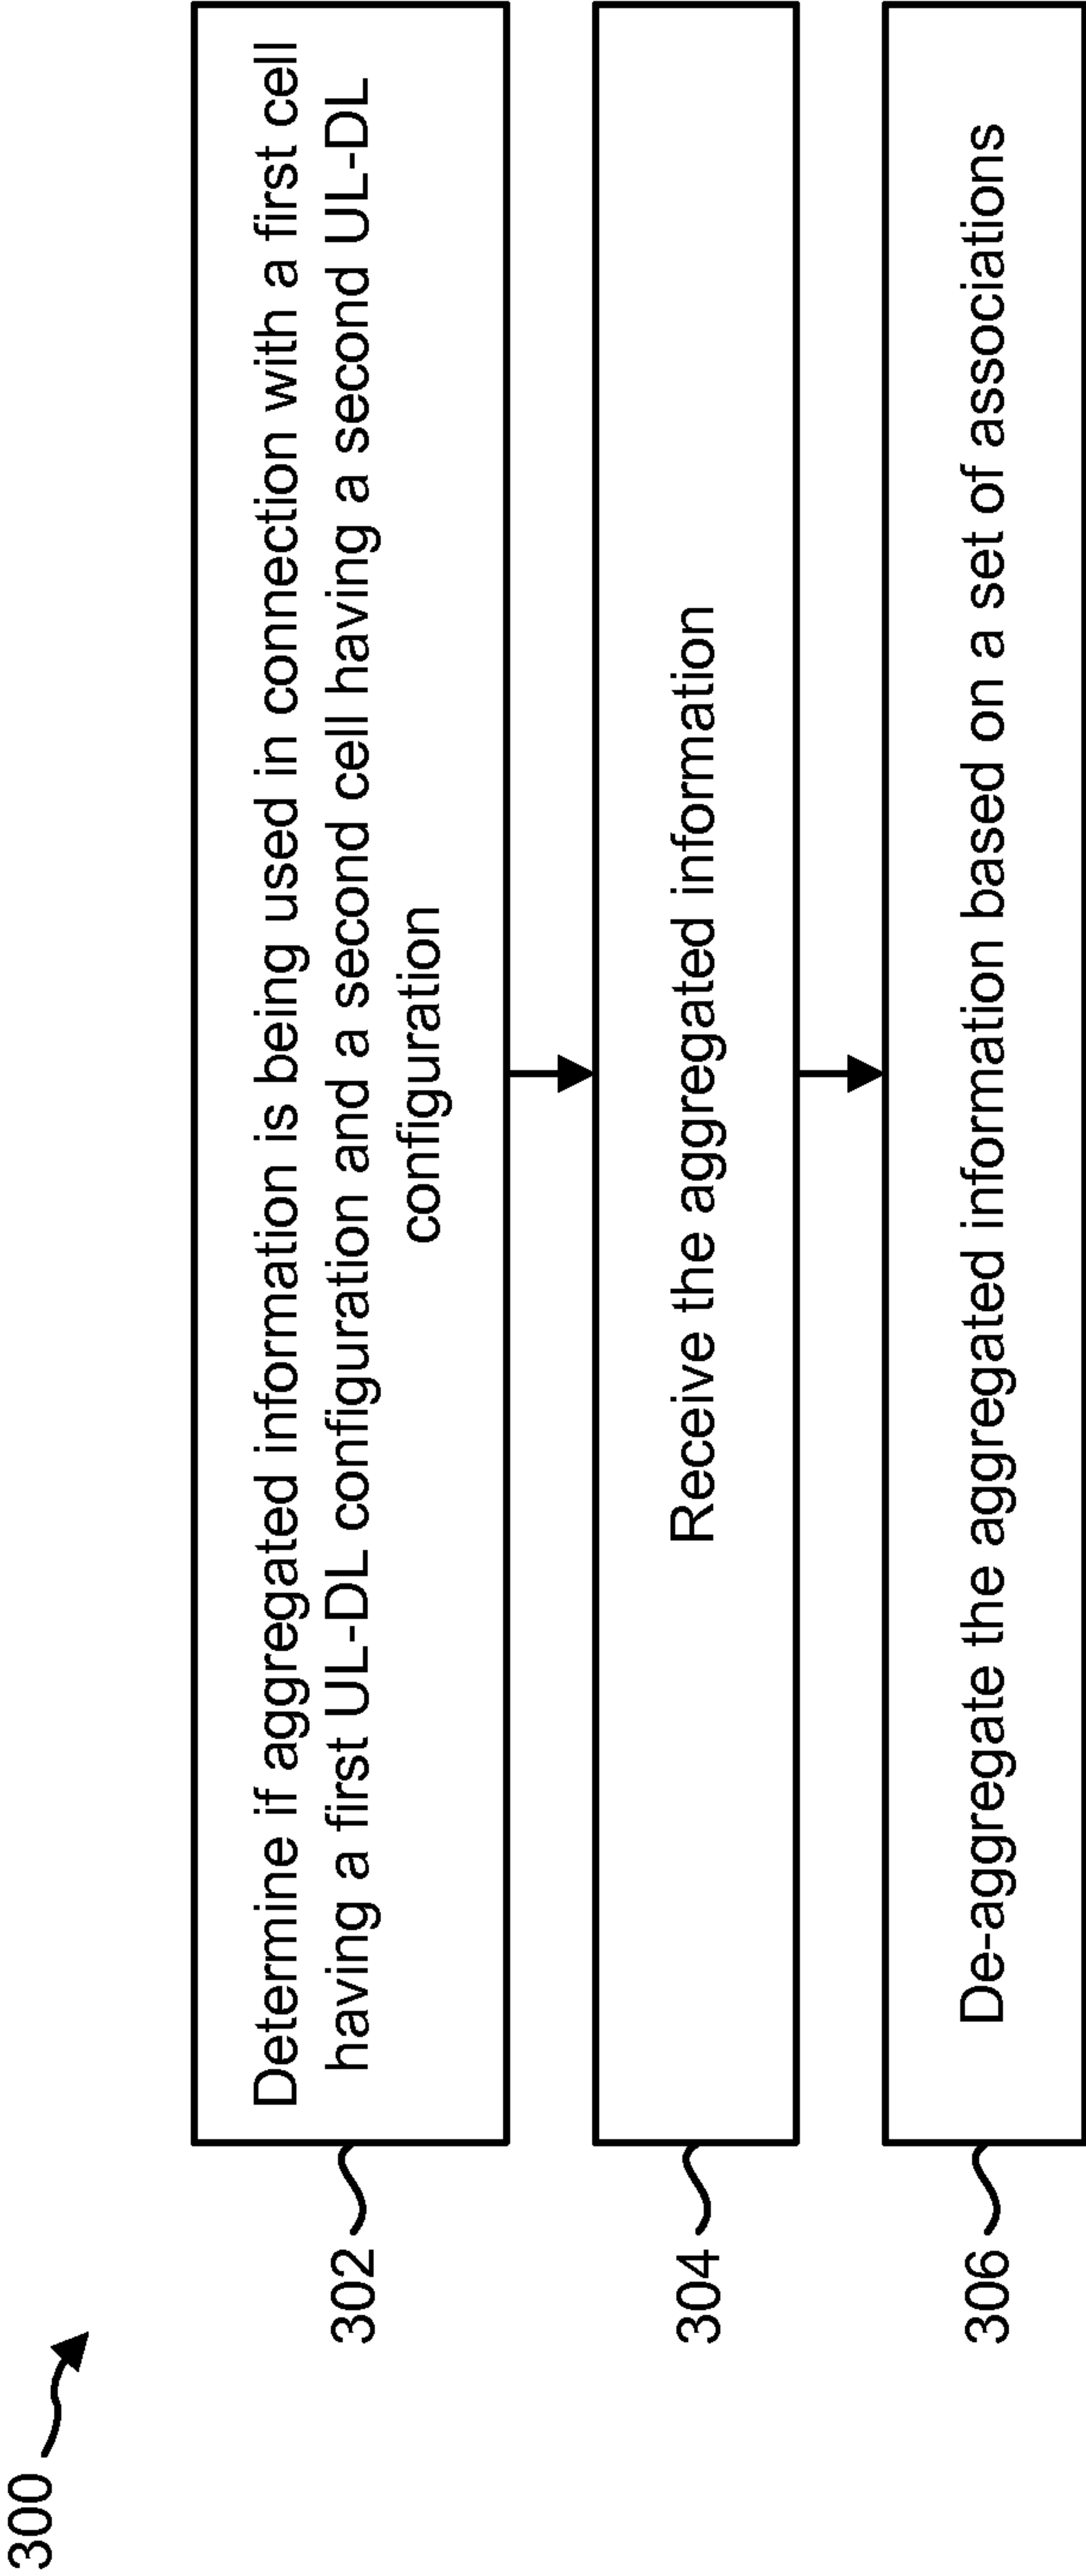 300
302
Determine if aggregated information is being used in connection with a first cell
having a first UL-DL configuration and a second cell having a second UL-DL
configuration
304
Receive the aggregated information
306
De-aggregate the aggregated information based on a set of associations